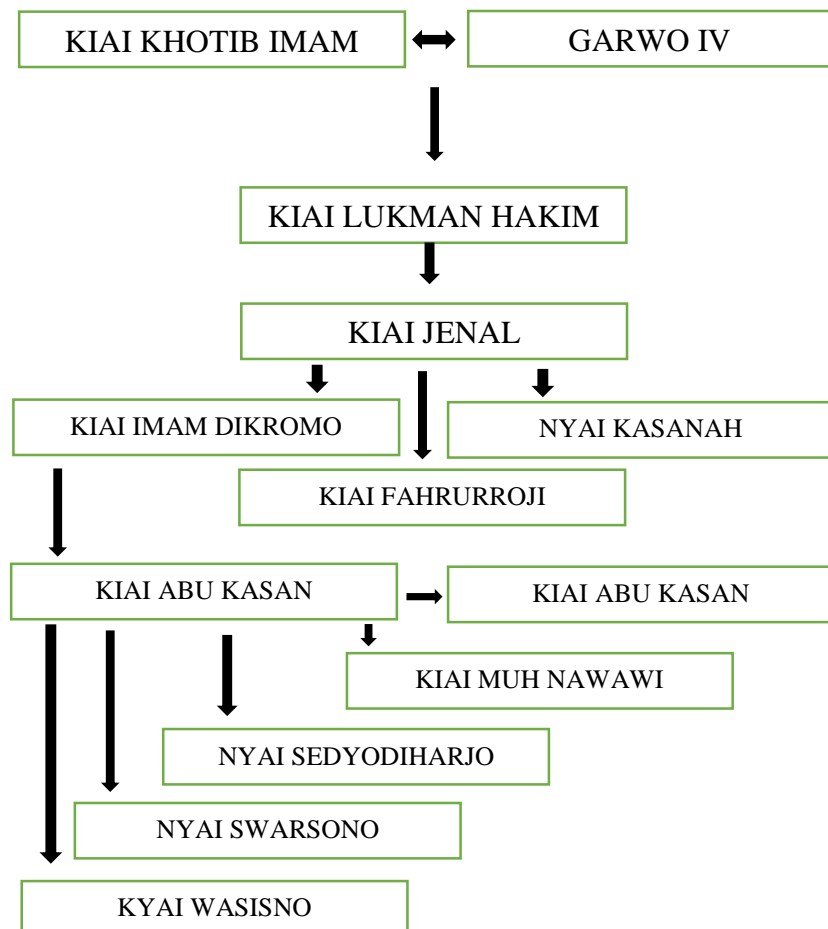 KIAI KHOTIB IMAM
GARWO IV
KIAI LUKMAN HAKIM
KIAI JENAL
KIAI IMAM DIKROMO
NYAI KASANAH
KIAI FAHRURROJI
KIAI ABU KASAN
KIAI ABU KASAN
KIAI MUH NAWAWI
NYAI SEDYODIHARJO
NYAI SWARSONO
KYAI WASISNO